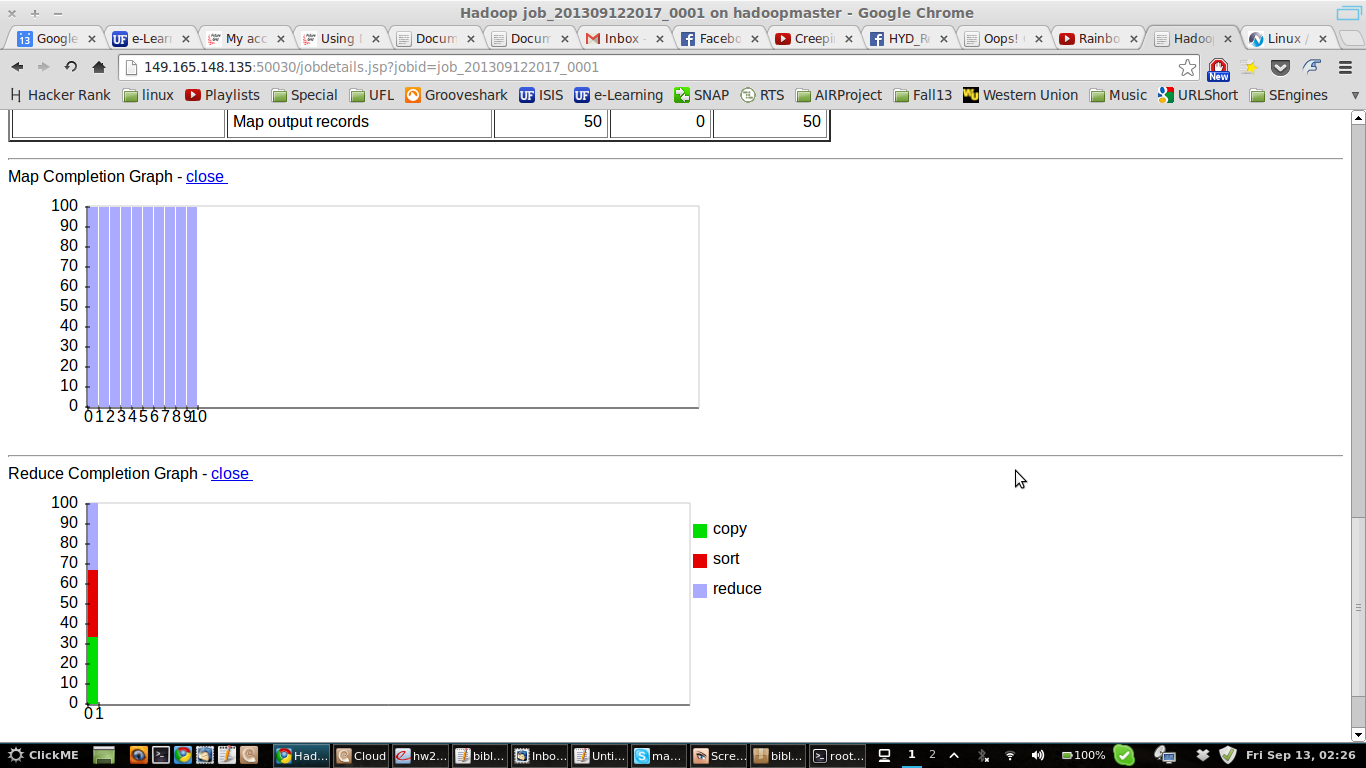 Hadoop job_201309122017_0001 on hadoopmaster - Google Chrome
13 Google UF e-Lear My acc Using Docum Docum Inbox - Facebo Creepi HYD_R Oops! Rainbo Hadoo Linux /
149.165.148.135:50030/jobdetails.jsp?jobid=job_201309122017_0001 New
Hacker Rank linux Playlists Special UFL Grooveshark UF ISIS UF e-Learning SNAP RTS AIRProject Fall13 Western Union Music URLShort SEngines
Map output records 50 0 50
Map Completion Graph - close
100
90
80
70
60
50
40
30
20
10
0
0 1 2 3 4 5 6 7 8 9 10
Reduce Completion Graph - close
100
90
80
70
60
50
40
30
20
10
0
0 1
copy
sort
reduce
ClickME Had... Cloud hw2... bibl... Inbo... Unti... ma... Scre... bibl... root... 1 2 100% Fri Sep 13, 02:26